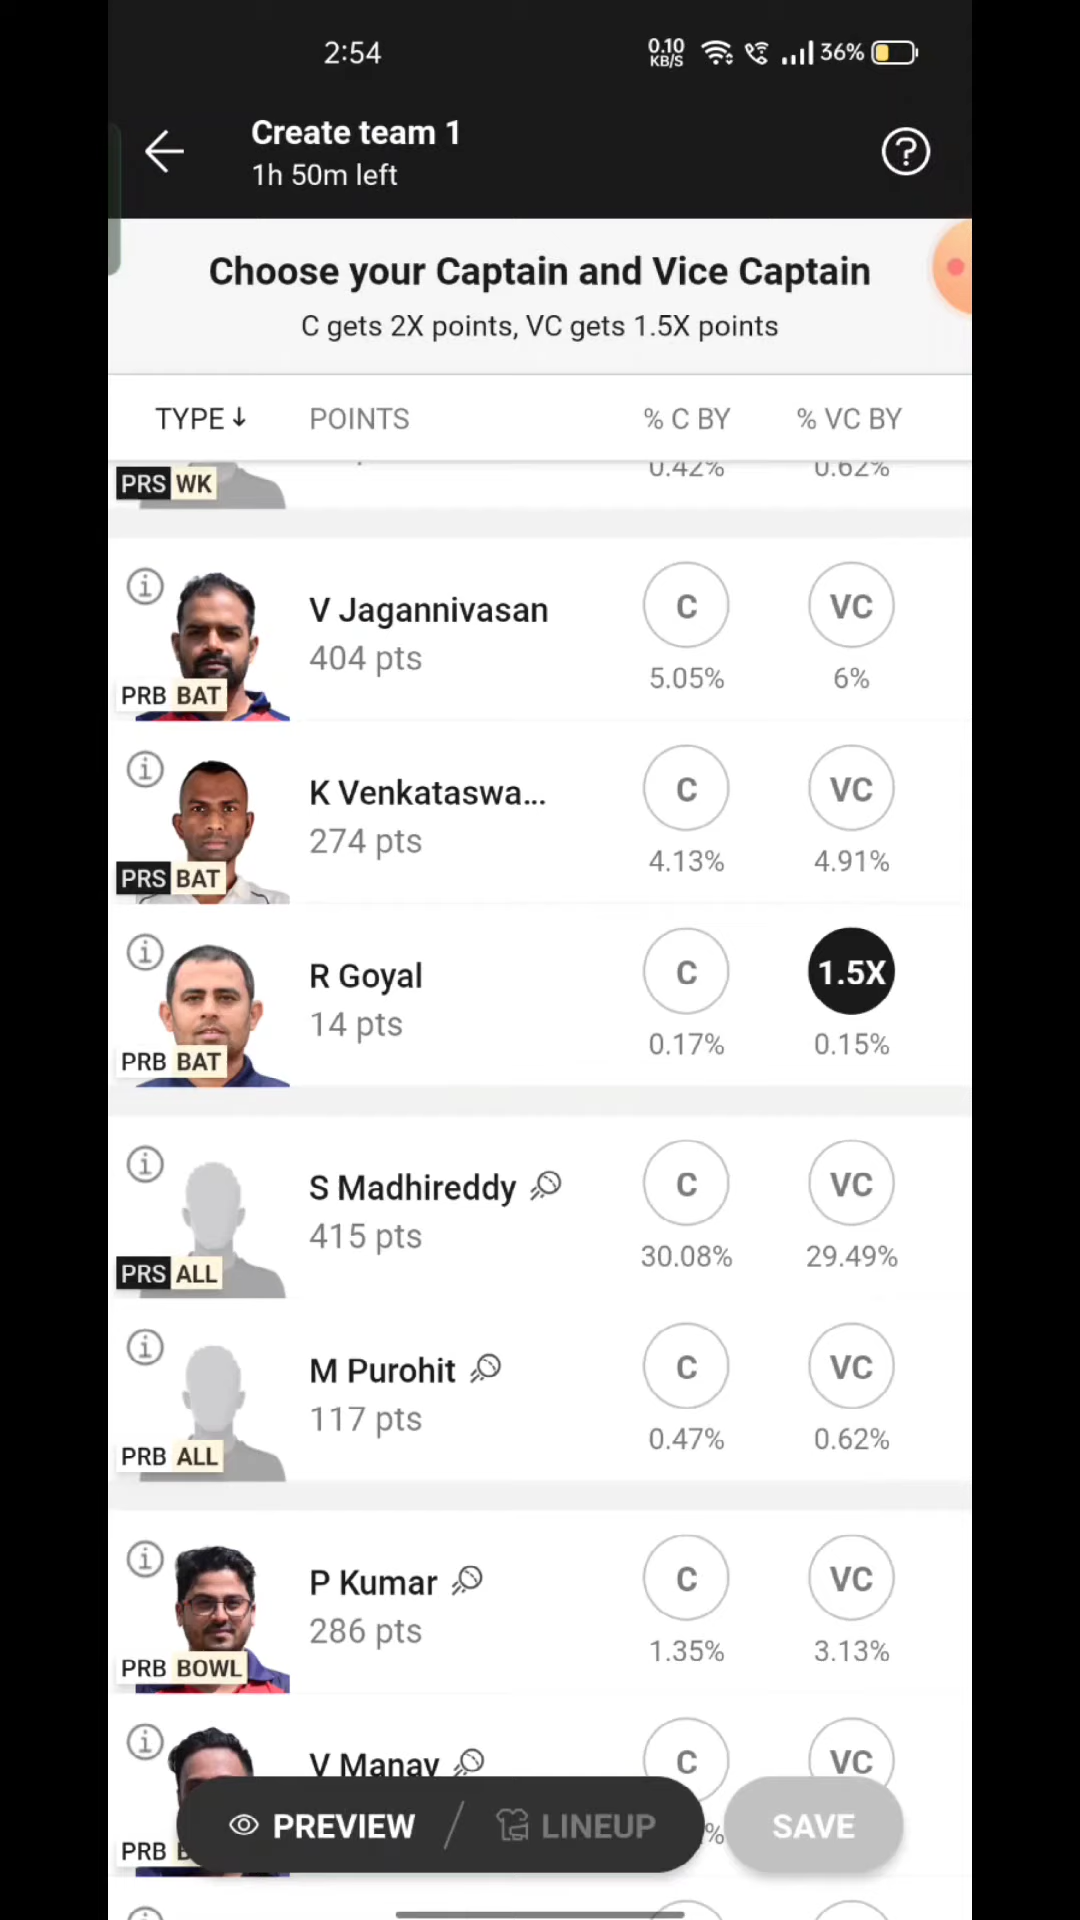 2:54
0.10
KB/S
36%
Create team 1
1h 50m left
?
Choose your Captain and Vice Captain
C gets 2X points, VC gets 1.5X points
TYPE↓ POINTS % C BY % VC BY
PRS WK 0.42% 0.62%
V Jagannivasan
404 pts
C VC
5.05% 6%
PRB BAT
K Venkataswa...
274 pts
C VC
4.13% 4.91%
PRS BAT
R Goyal
14 pts
C 1.5X
0.17% 0.15%
PRB BAT
S Madhireddy
415 pts
C VC
30.08% 29.49%
PRS ALL
M Purohit
117 pts
C VC
0.47% 0.62%
PRB ALL
P Kumar
286 pts
C VC
1.35% 3.13%
PRB BOWL
V Manav
C VC
PREVIEW / LINEUP
%
SAVE
PRB